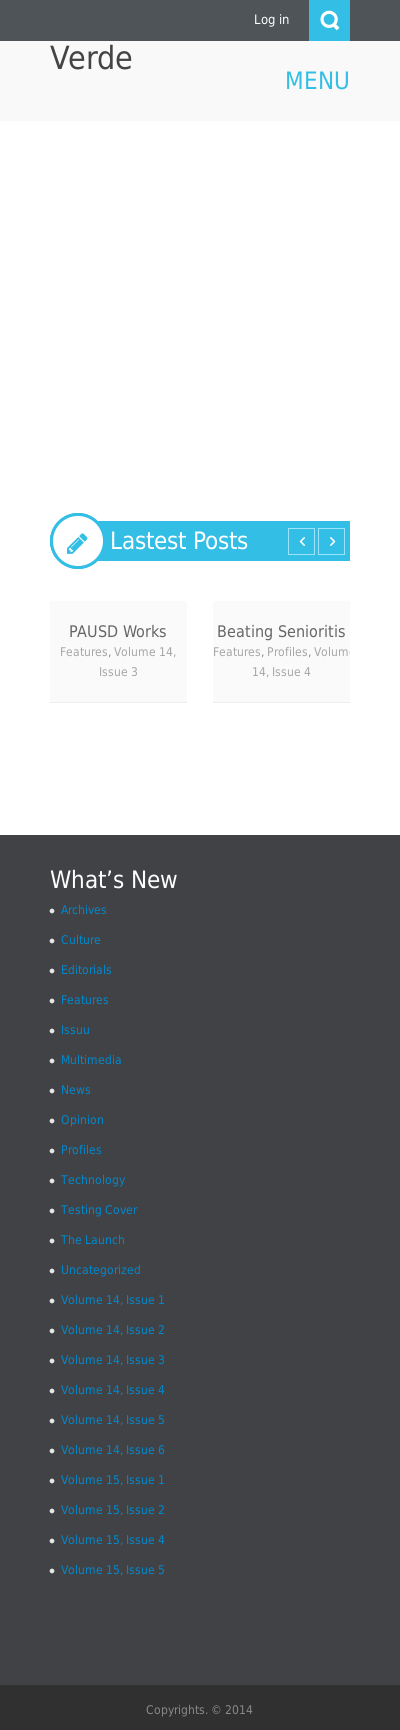 Log in
Verde
MENU
Lastest Posts
PAUSD Works
Features, Volume 14,
Issue 3
Beating Senioritis
Features, Profiles, Volume
14, Issue 4
What's New
Archives
Culture
Editorials
Features
Issuu
Multimedia
News
Opinion
Profiles
Technology
Testing Cover
The Launch
Uncategorized
Volume 14, Issue 1
Volume 14, Issue 2
Volume 14, Issue 3
Volume 14, Issue 4
Volume 14, Issue 5
Volume 14, Issue 6
Volume 15, Issue 1
Volume 15, Issue 2
Volume 15, Issue 4
Volume 15, Issue 5
Copyrights. © 2014